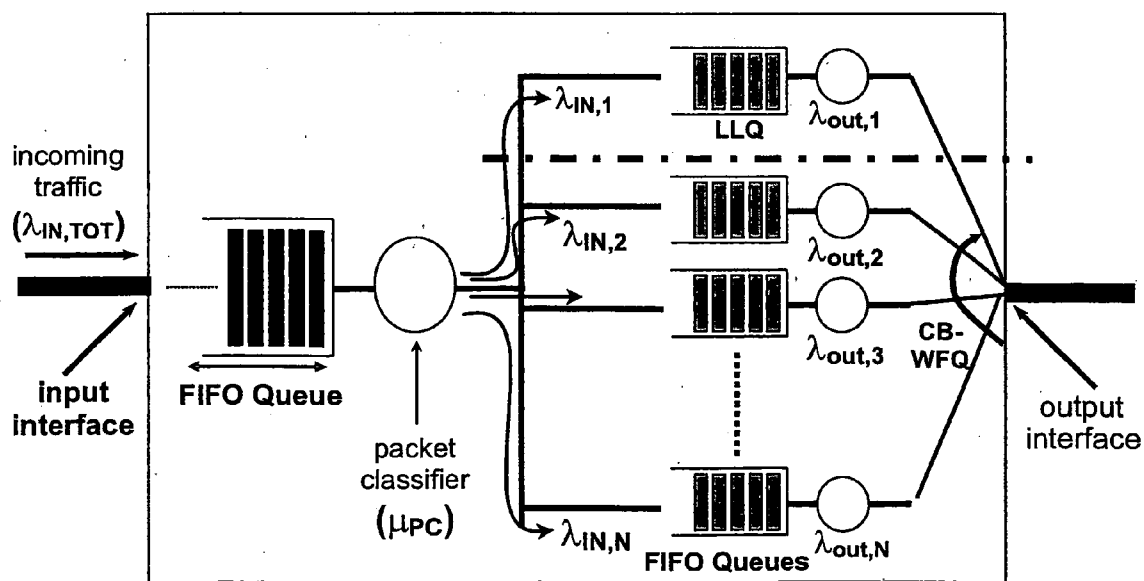 incoming
traffic
(λIN,TOT)
input
interface
FIFO Queue
packet
classifier
(μPC)
λIN,1
λIN,2
λIN,N
LLQ
FIFO Queues
λout,1
λout,2
λout,3
λout,N
CB-
WFQ
output
interface